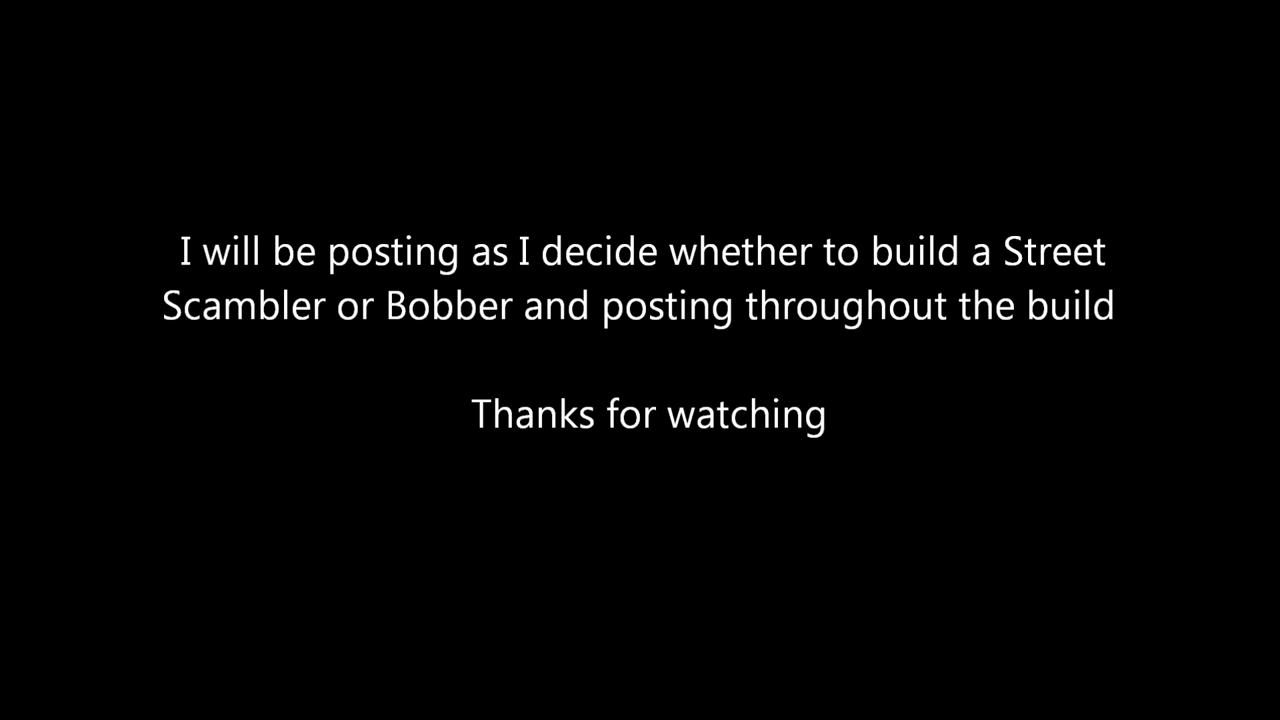 I will be posting as I decide whether to build a Street
Scambler or Bobber and posting throughout the build
Thanks for watching